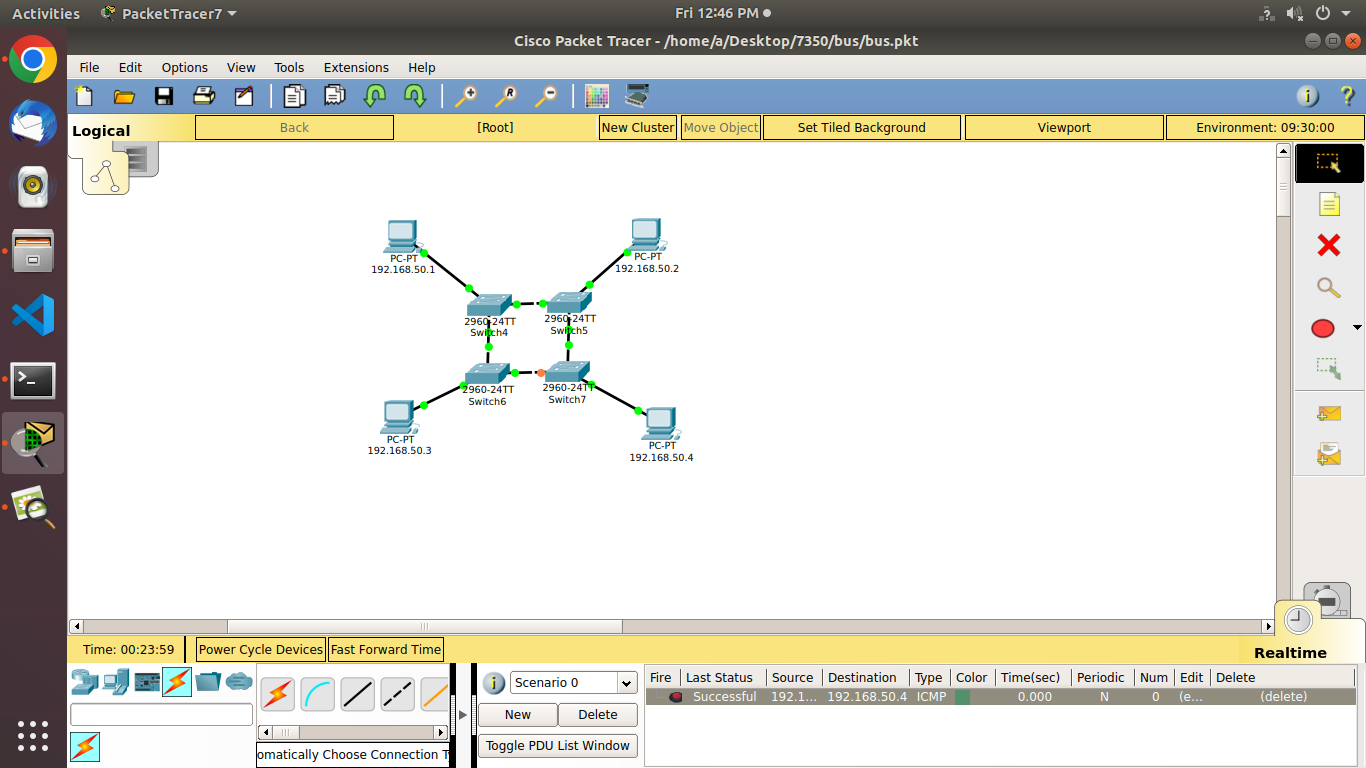 Activities PacketTracer7 Fri 12:46 PM
Cisco Packet Tracer - /home/a/Desktop/7350/bus/bus.pkt
File Edit Options View Tools Extensions Help
Logical Back [Root] New Cluster Move Object Set Tiled Background Viewport Environment: 09:30:00
PC-PT
192.168.50.1
PC-PT
192.168.50.2
2960-24TT
Switch4
2960-24TT
Switch5
2960-24TT
Switch6
2960-24TT
Switch7
PC-PT
192.168.50.3
PC-PT
192.168.50.4
Time: 00:23:59 Power Cycle Devices Fast Forward Time Realtime
Scenario 0
New Delete
Toggle PDU List Window
omatically Choose Connection T
Fire Last Status Source Destination Type Color Time(sec) Periodic Num Edit Delete
Successful 192.1... 192.168.50.4 ICMP 0.000 N 0 (e... (delete)